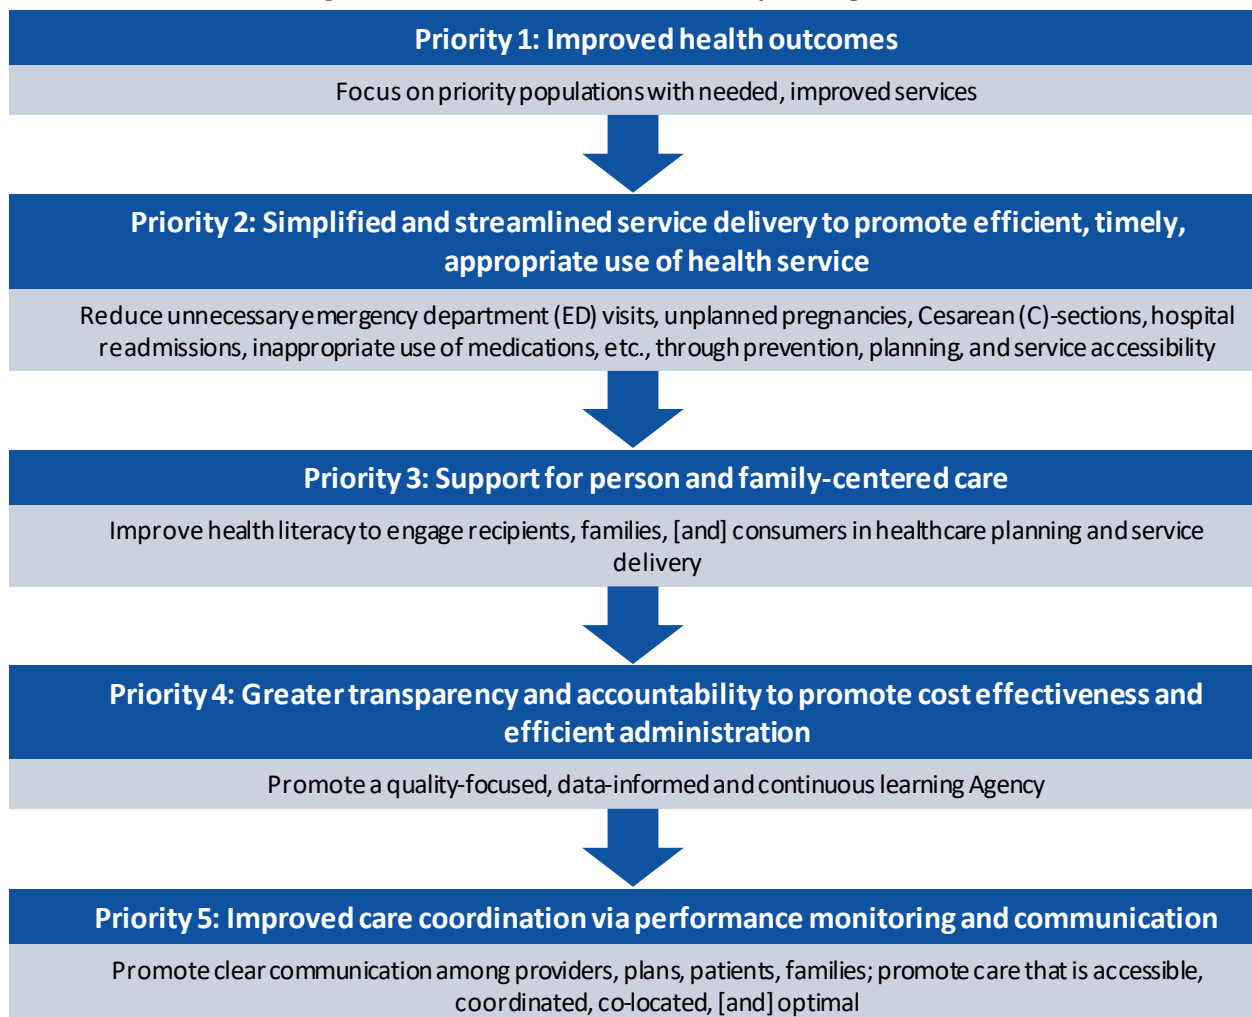 Priority 1: Improved health outcomes
Focus on priority populations with needed, improved services
Priority 2: Simplified and streamlined service delivery to promote efficient, timely,
appropriate use of health service
Reduce unnecessary emergency department (ED) visits, unplanned pregnancies, Cesarean (C)-sections, hospital
readmissions, inappropriate use of medications, etc., through prevention, planning, and service accessibility
Priority 3: Support for person and family-centered care
Improve health literacy to engage recipients, families, [and] consumers in healthcare planning and service
delivery
Priority 4: Greater transparency and accountability to promote cost effectiveness and
efficient administration
Promote a quality-focused, data-informed and continuous learning Agency
Priority 5: Improved care coordination via performance monitoring and communication
Promote clear communication among providers, plans, patients, families; promote care that is accessible,
coordinated, co-located, [and] optimal